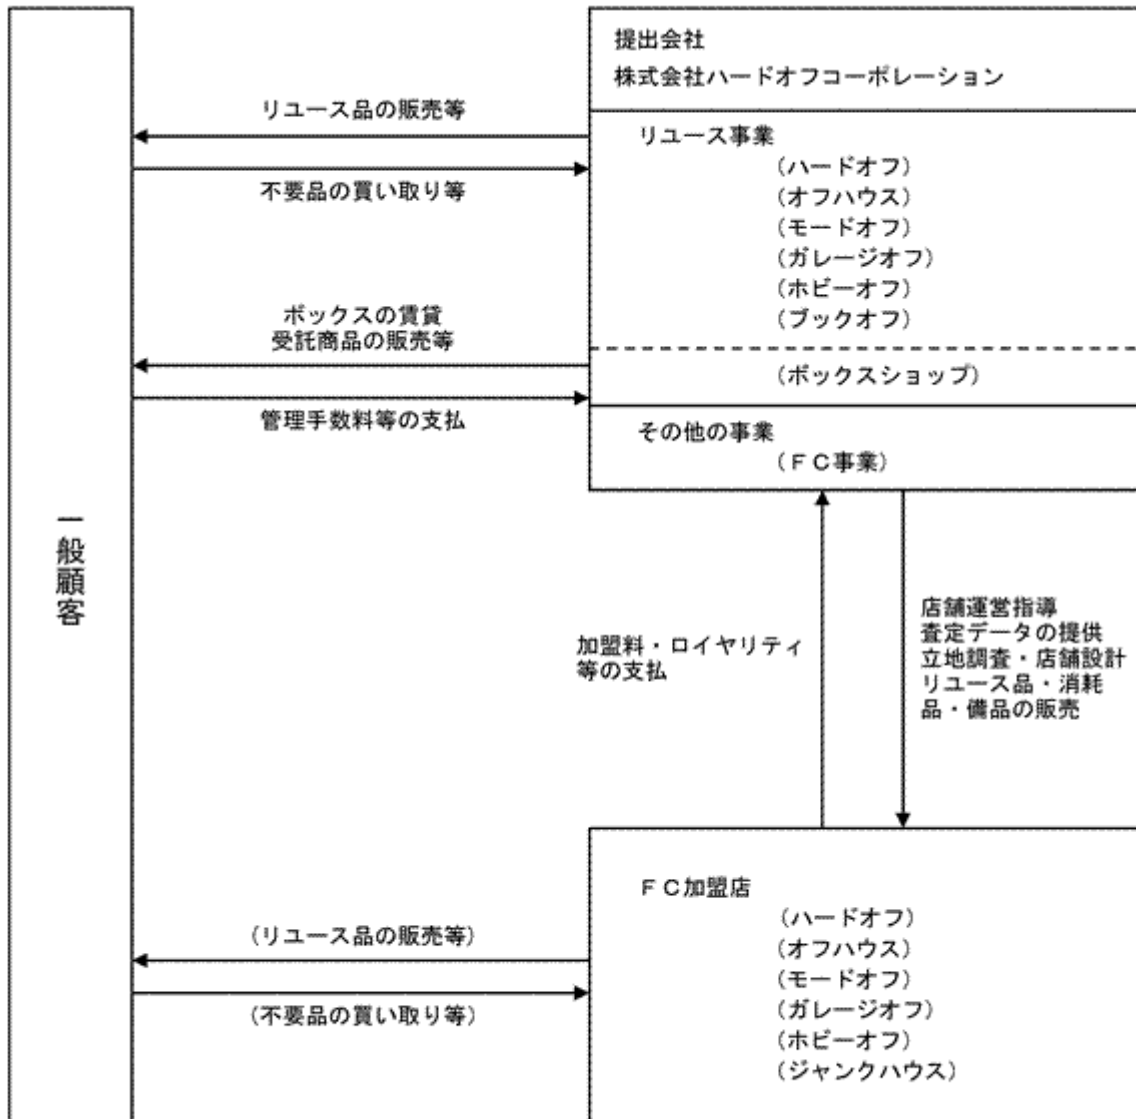 提出会社
株式会社ハードオフコーポレーション
リユース品の販売等
不要品の買い取り等
リユース事業
(ハードオフ)
(オフハウス)
(モードオフ)
(ガレージオフ)
(ホビーオフ)
(ブックオフ)
ボックスの賃貸
受託商品の販売等
(ボックスショップ)
管理手数料等の支払
その他の事業
(FC事業)
一般顧客
加盟料・ロイヤリティ
等の支払
店舗運営指導
査定データの提供
立地調査・店舗設計
リユース品・消耗
品・備品の販売
FC加盟店
(ハードオフ)
(オフハウス)
(モードオフ)
(ガレージオフ)
(ホビーオフ)
(ジャンクハウス)
(リユース品の販売等)
(不要品の買い取り等)